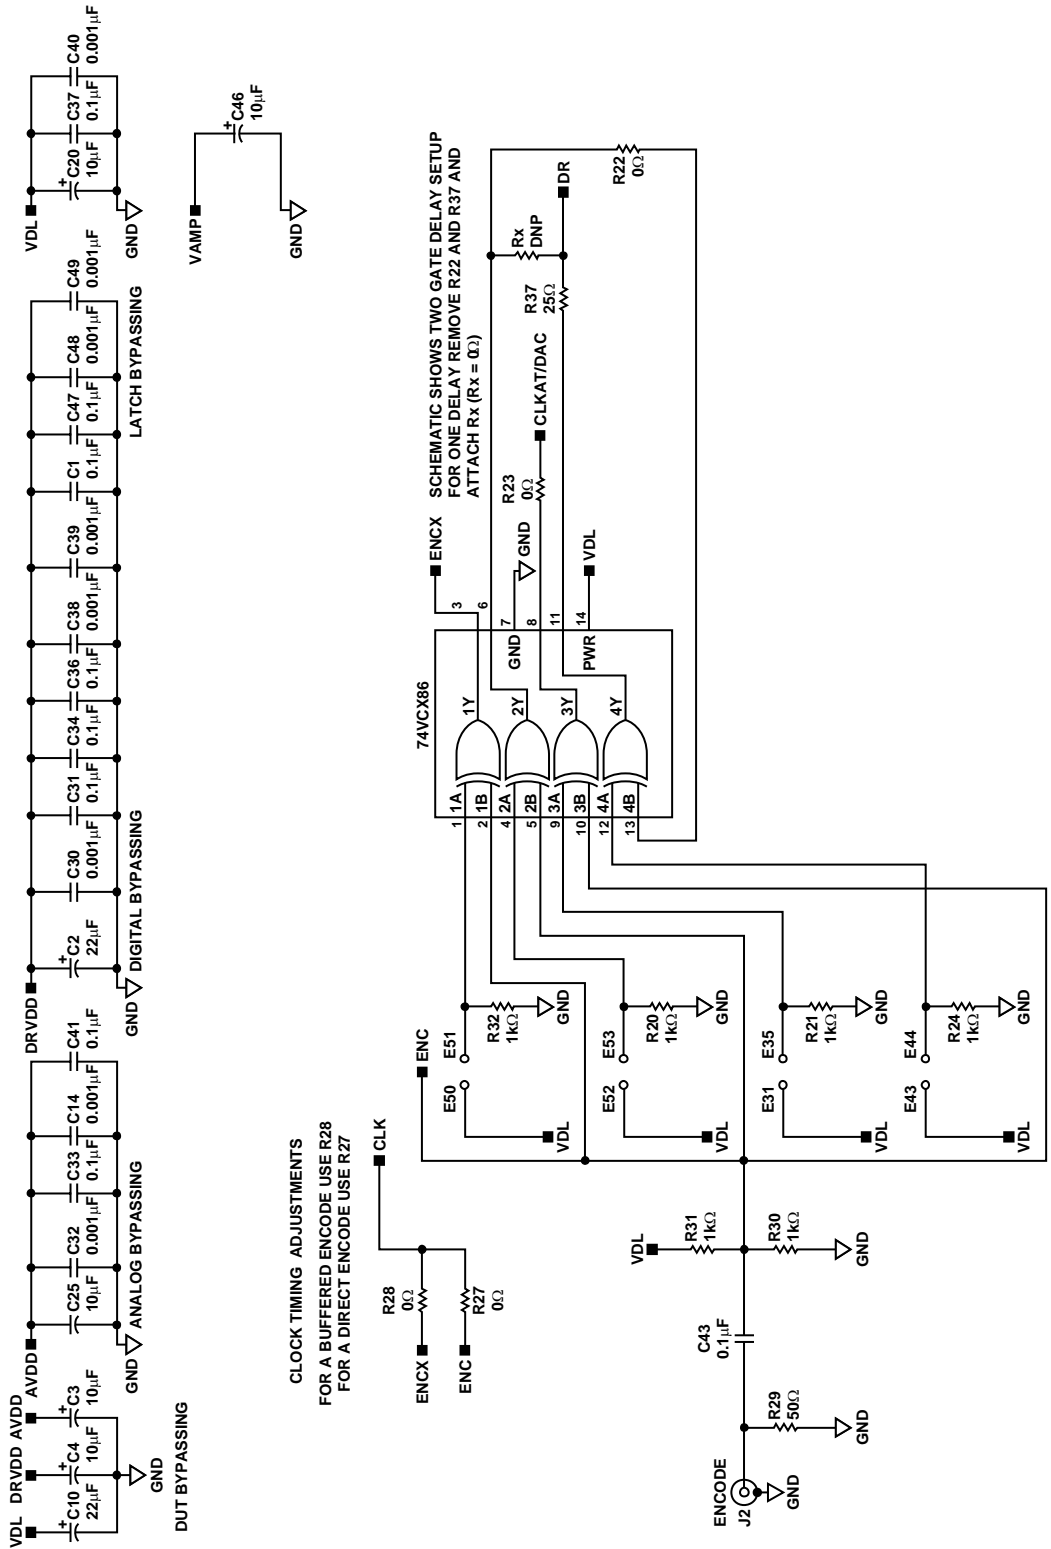 VDL
DRVDD
AVDD
C10
22μF
C4
10μF
C3
10μF
GND
DUT BYPASSING
AVDD
GND
C25
10μF
C32
0.001μF
C33
0.1μF
C14
0.001μF
C41
0.1μF
ANALOG BYPASSING
DRVDD
GND
C2
22μF
C30
0.001μF
C31
0.1μF
C34
0.1μF
C36
0.1μF
C38
0.001μF
C39
0.001μF
C1
0.1μF
C47
0.1μF
C48
0.001μF
C49
0.001μF
DIGITAL BYPASSING
LATCH BYPASSING
VDL
GND
C20
10μF
C37
0.1μF
C40
0.001μF
VAMP
GND
C46
10μF
CLOCK TIMING ADJUSTMENTS
FOR A BUFFERED ENCODE USE R28
FOR A DIRECT ENCODE USE R27
CLK
R28
0Ω
R27
0Ω
ENCX
ENC
SCHEMATIC SHOWS TWO GATE DELAY SETUP
FOR ONE DELAY REMOVE R22 AND R37 AND
ATTACH Rx (Rx = 0Ω)
ENC
E50
E51
VDL
R32
1kΩ
GND
E52
E53
VDL
R20
1kΩ
GND
E31
E35
VDL
R21
1kΩ
GND
E43
E44
VDL
R24
1kΩ
GND
74VCX86
1
1A
2
1B
4
2A
5
2B
9
3A
10
3B
12
4A
13
4B
1Y
2Y
3Y
4Y
GND
PWR
3
6
7
8
11
14
ENCX
GND
VDL
R23
0Ω
CLKAT/DAC
R37
25Ω
Rx
DNP
DR
R22
0Ω
ENCODE
J2
GND
R29
50Ω
GND
C43
0.1μF
VDL
R31
1kΩ
R30
1kΩ
GND